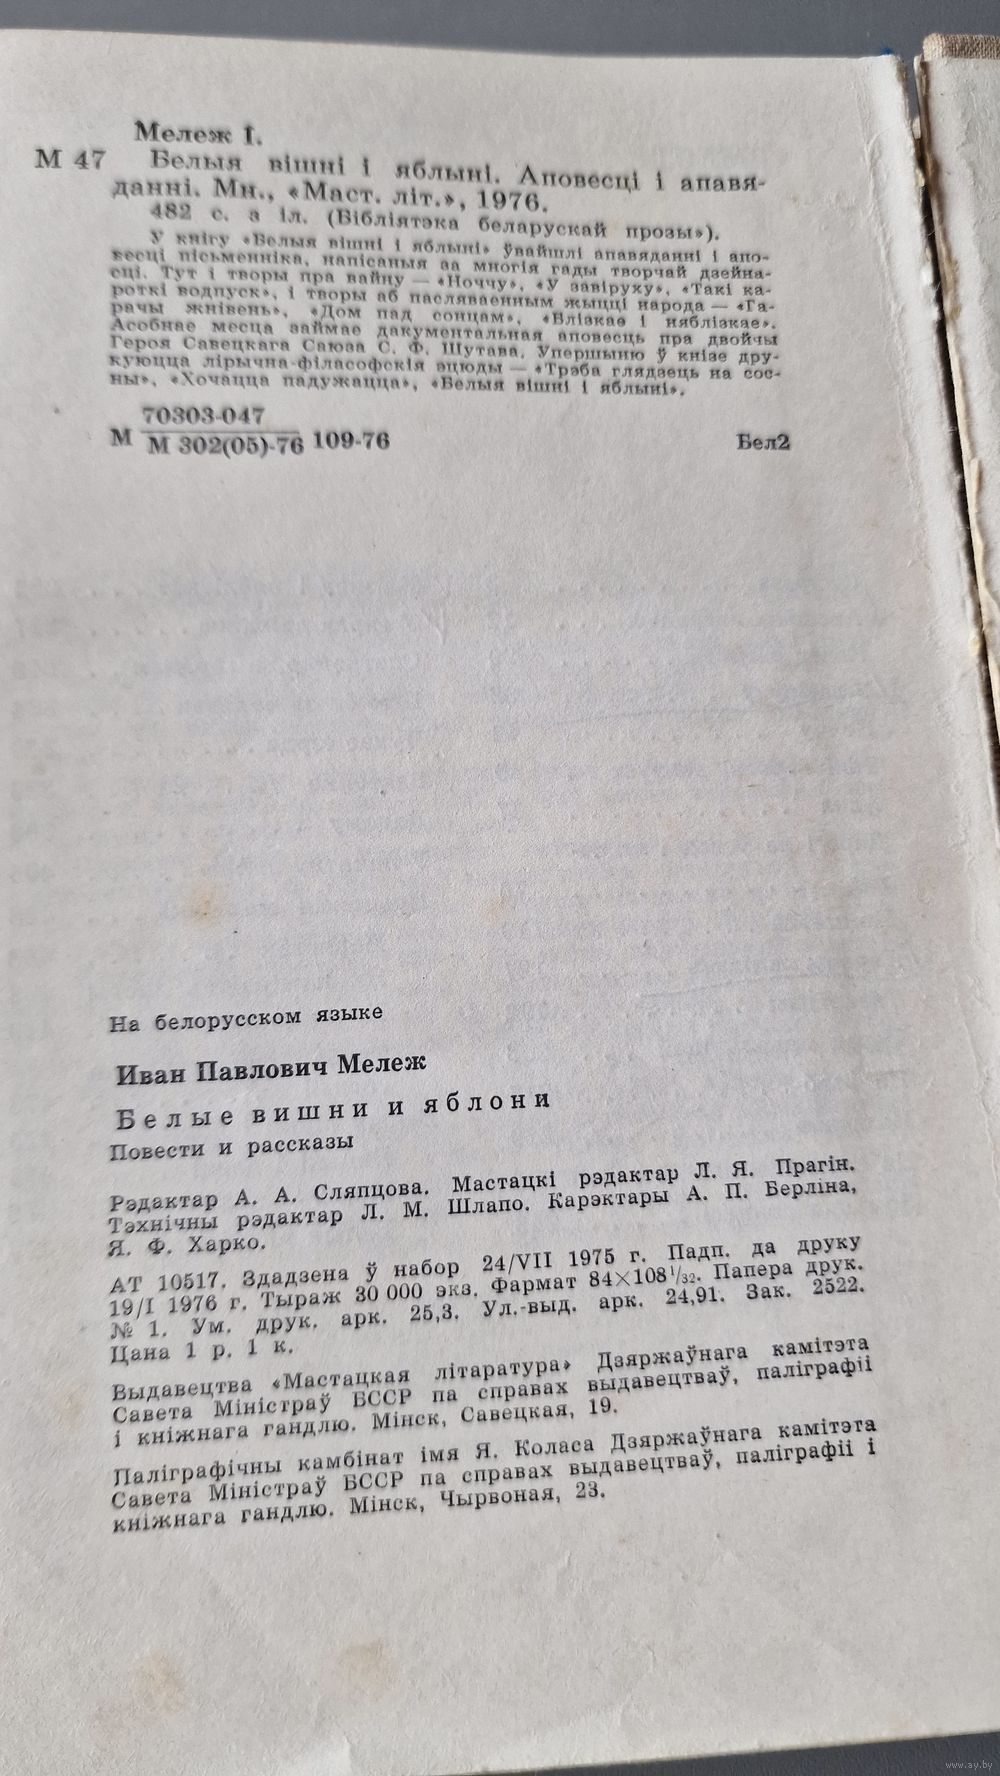 Мележ І.
М 47 Белыя вішні і яблыні. Аповесці і апавя-
данні. Мн., «Маст. літ.», 1976.
482 с. з іл. (Бібліятэка беларускай прозы»).
У кнігу «Белыя вішні і яблыні» ўвайшлі апавяданні і апо-
весці пісьменніка, напісаныя за многія гады творчай дзейна-
сці. Тут і творы пра вайну — «Ноччу», «У завіруху», «Такі ка-
роткі водпуск», і творы аб пасляваенным жыцці народа — «Га-
рачы жнівень», «Дом пад сонцам», «Блізкае і няблізкае».
Асобнае месца займае дакументальная аповесць пра двойчы
Героя Савецкага Саюза С. Ф. Шутава. Упершыню ў кнізе дру-
куюцца лірычна-філасофскія эцюды — «Трэба глядзець на сос-
ны», «Хочацца падужацца», «Белыя вішні і яблыні».
70303-047
М 109-76 Бел2
М 302(05)-76
На белорусском языке
Иван Павлович Мележ
Белые вишни и яблони
Повести и рассказы
Рэдактар А. А. Сляпцова. Мастацкі рэдактар Л. Я. Прагін.
Тэхнічны рэдактар Л. М. Шлапо. Карэктары А. П. Берліна,
Я. Ф. Харко.
АТ 10517. Здадзена ў набор 24/VII 1975 г. Падп. да друку
19/I 1976 г. Тыраж 30 000 экз. Фармат 84×108¹/₃₂. Папера друк.
№ 1. Ум. друк. арк. 25,3. Ул.-выд. арк. 24,91. Зак. 2522.
Цана 1 р. 1 к.
Выдавецтва «Мастацкая літаратура» Дзяржаўнага камітэта
Савета Міністраў БССР па справах выдавецтваў, паліграфіі
і кніжнага гандлю. Мінск, Савецкая, 19.
Паліграфічны камбінат імя Я. Коласа Дзяржаўнага камітэта
Савета Міністраў БССР па справах выдавецтваў, паліграфіі і
кніжнага гандлю. Мінск, Чырвоная, 23.
www.ay.by